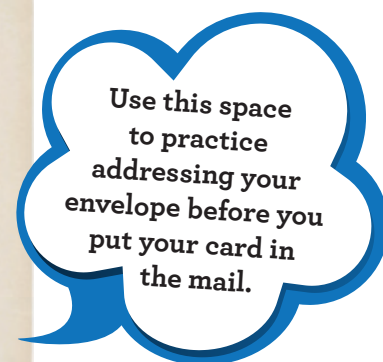 Use this space
to practice
addressing your
envelope before you
put your card in
the mail.